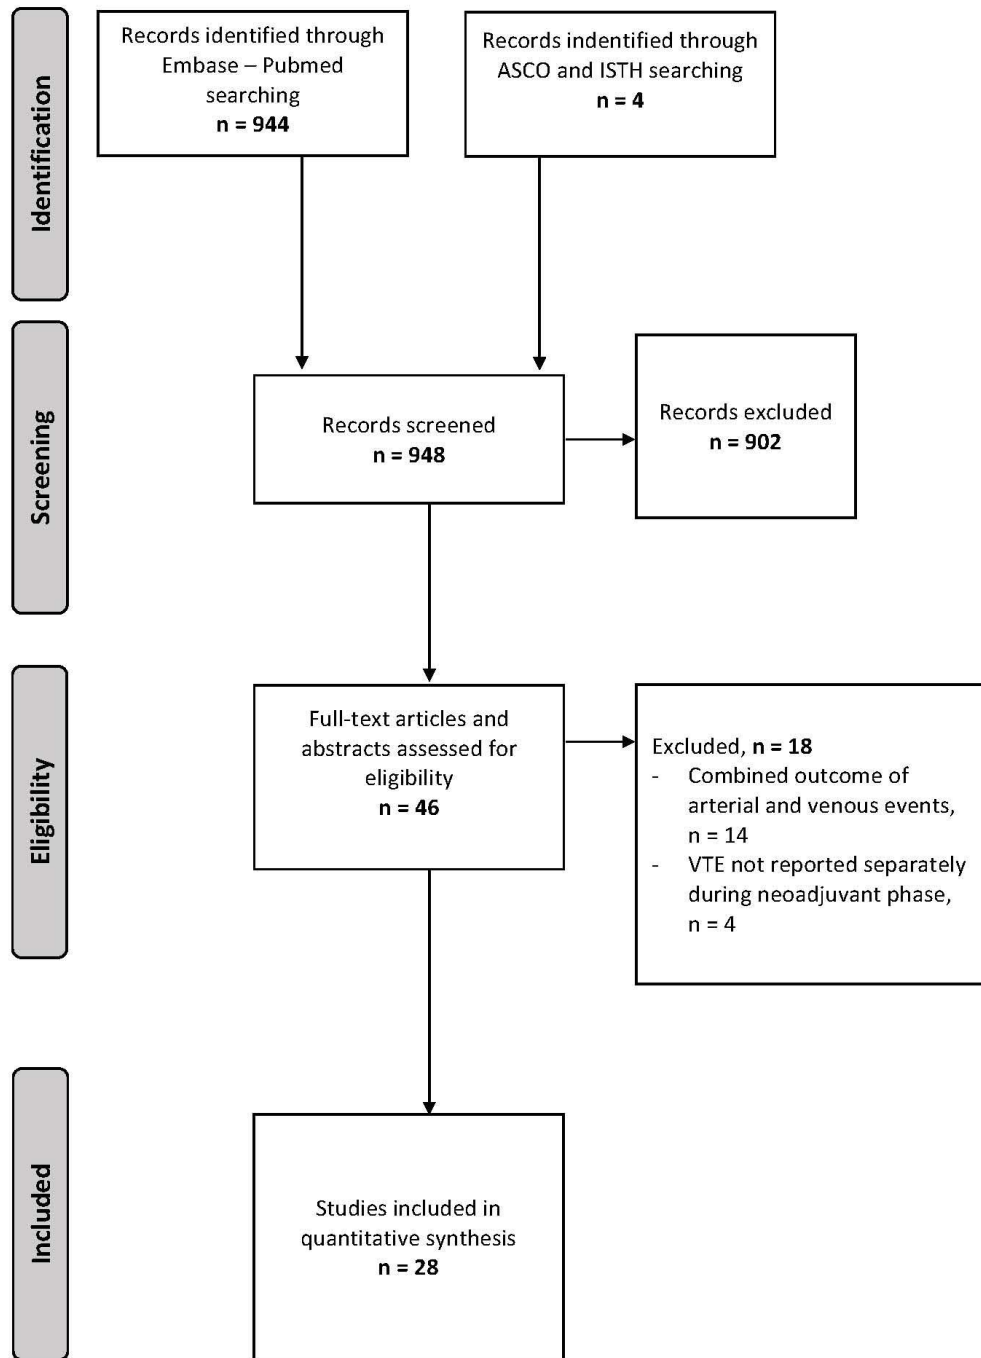 Identification
Records identified through
Embase – Pubmed
searching
n = 944
Records indentified through
ASCO and ISTH searching
n = 4
Screening
Records screened
n = 948
Records excluded
n = 902
Eligibility
Full-text articles and
abstracts assessed for
eligibility
n = 46
Excluded, n = 18
- Combined outcome of
arterial and venous events,
n = 14
- VTE not reported separately
during neoadjuvant phase,
n = 4
Included
Studies included in
quantitative synthesis
n = 28